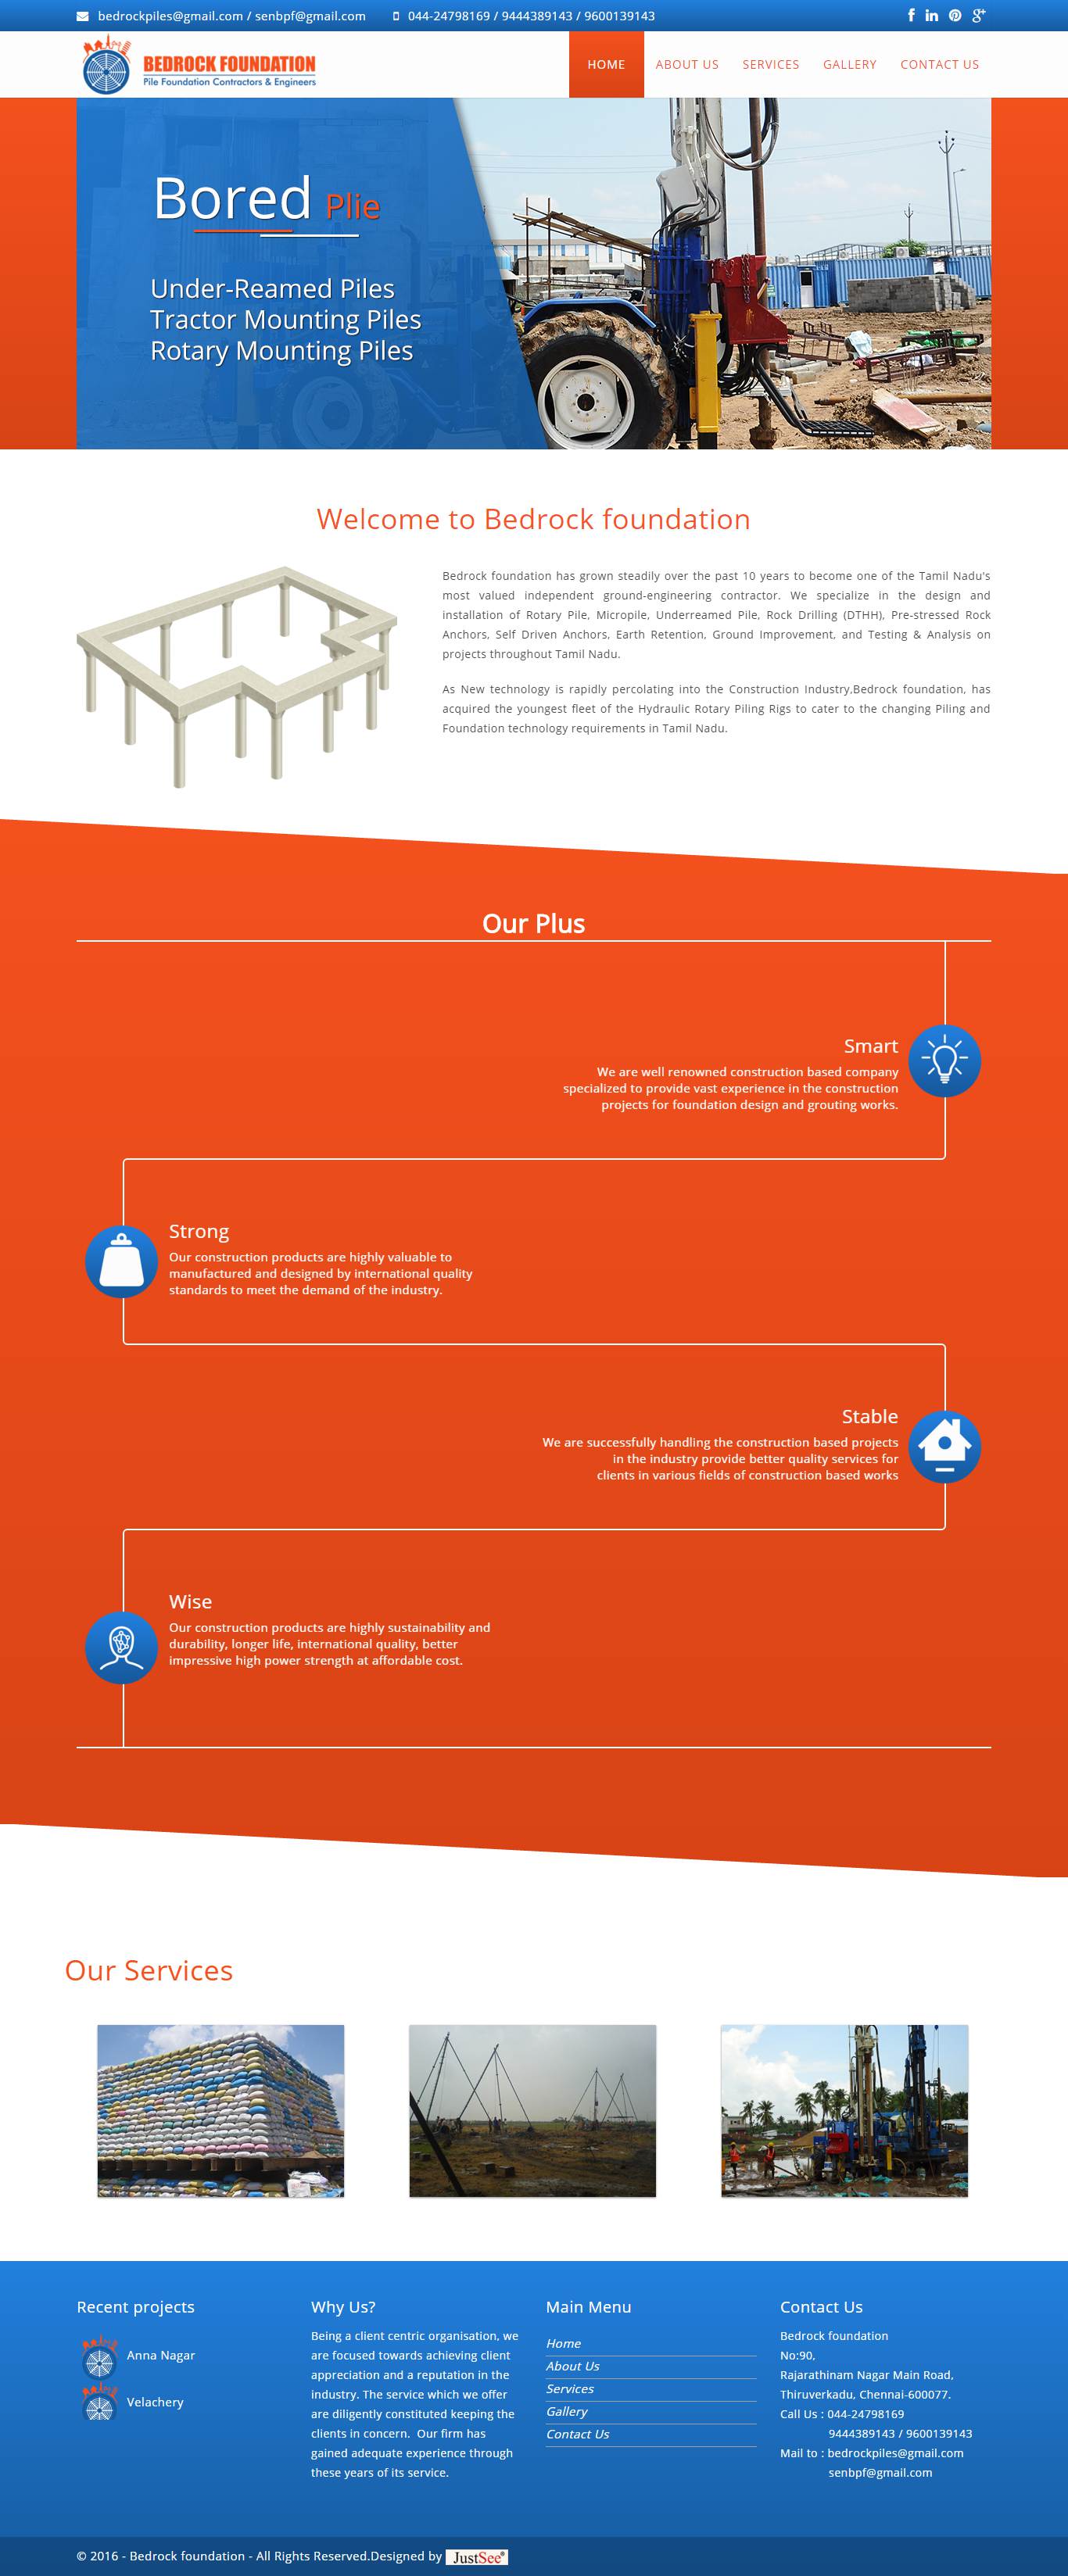 bedrockpiles@gmail.com / senbpf@gmail.com 044-24798169 / 9444389143 / 9600139143
BEDROCK FOUNDATION
Pile Foundation Contractors & Engineers
HOME ABOUT US SERVICES GALLERY CONTACT US
Bored Plie
Under-Reamed Piles
Tractor Mounting Piles
Rotary Mounting Piles
Welcome to Bedrock foundation
Bedrock foundation has grown steadily over the past 10 years to become one of the Tamil Nadu's
most valued independent ground-engineering contractor. We specialize in the design and
installation of Rotary Pile, Micropile, Underreamed Pile, Rock Drilling (DTHH), Pre-stressed Rock
Anchors, Self Driven Anchors, Earth Retention, Ground Improvement, and Testing & Analysis on
projects throughout Tamil Nadu.
As New technology is rapidly percolating into the Construction Industry,Bedrock foundation, has
acquired the youngest fleet of the Hydraulic Rotary Piling Rigs to cater to the changing Piling and
Foundation technology requirements in Tamil Nadu.
Our Plus
Smart
We are well renowned construction based company
specialized to provide vast experience in the construction
projects for foundation design and grouting works.
Strong
Our construction products are highly valuable to
manufactured and designed by international quality
standards to meet the demand of the industry.
Stable
We are successfully handling the construction based projects
in the industry provide better quality services for
clients in various fields of construction based works
Wise
Our construction products are highly sustainability and
durability, longer life, international quality, better
impressive high power strength at affordable cost.
Our Services
Recent projects
Anna Nagar
Velachery
Why Us?
Being a client centric organisation, we
are focused towards achieving client
appreciation and a reputation in the
industry. The service which we offer
are diligently constituted keeping the
clients in concern. Our firm has
gained adequate experience through
these years of its service.
Main Menu
Home
About Us
Services
Gallery
Contact Us
Contact Us
Bedrock foundation
No:90,
Rajarathinam Nagar Main Road,
Thiruverkadu, Chennai-600077.
Call Us : 044-24798169
9444389143 / 9600139143
Mail to : bedrockpiles@gmail.com
senbpf@gmail.com
© 2016 - Bedrock foundation - All Rights Reserved.Designed by JustSee®